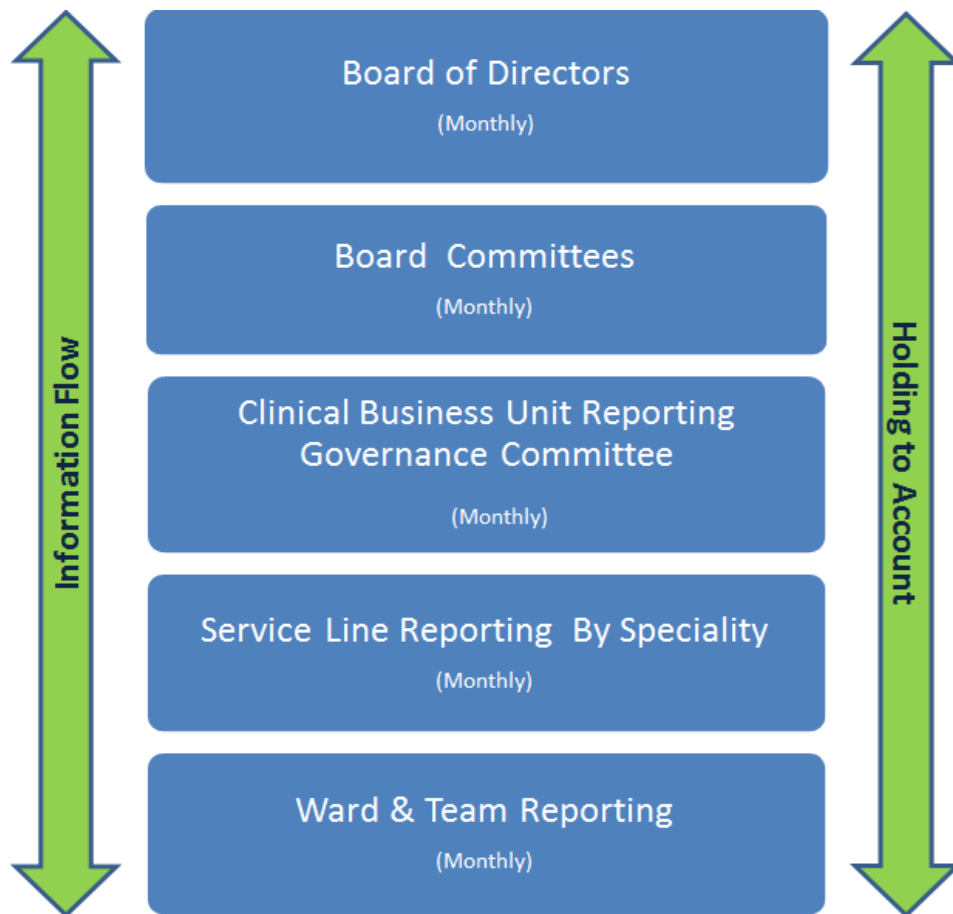 Board of Directors
(Monthly)
Board Committees
(Monthly)
Clinical Business Unit Reporting
Governance Committee
(Monthly)
Service Line Reporting By Speciality
(Monthly)
Ward & Team Reporting
(Monthly)
Information Flow
Holding to Account